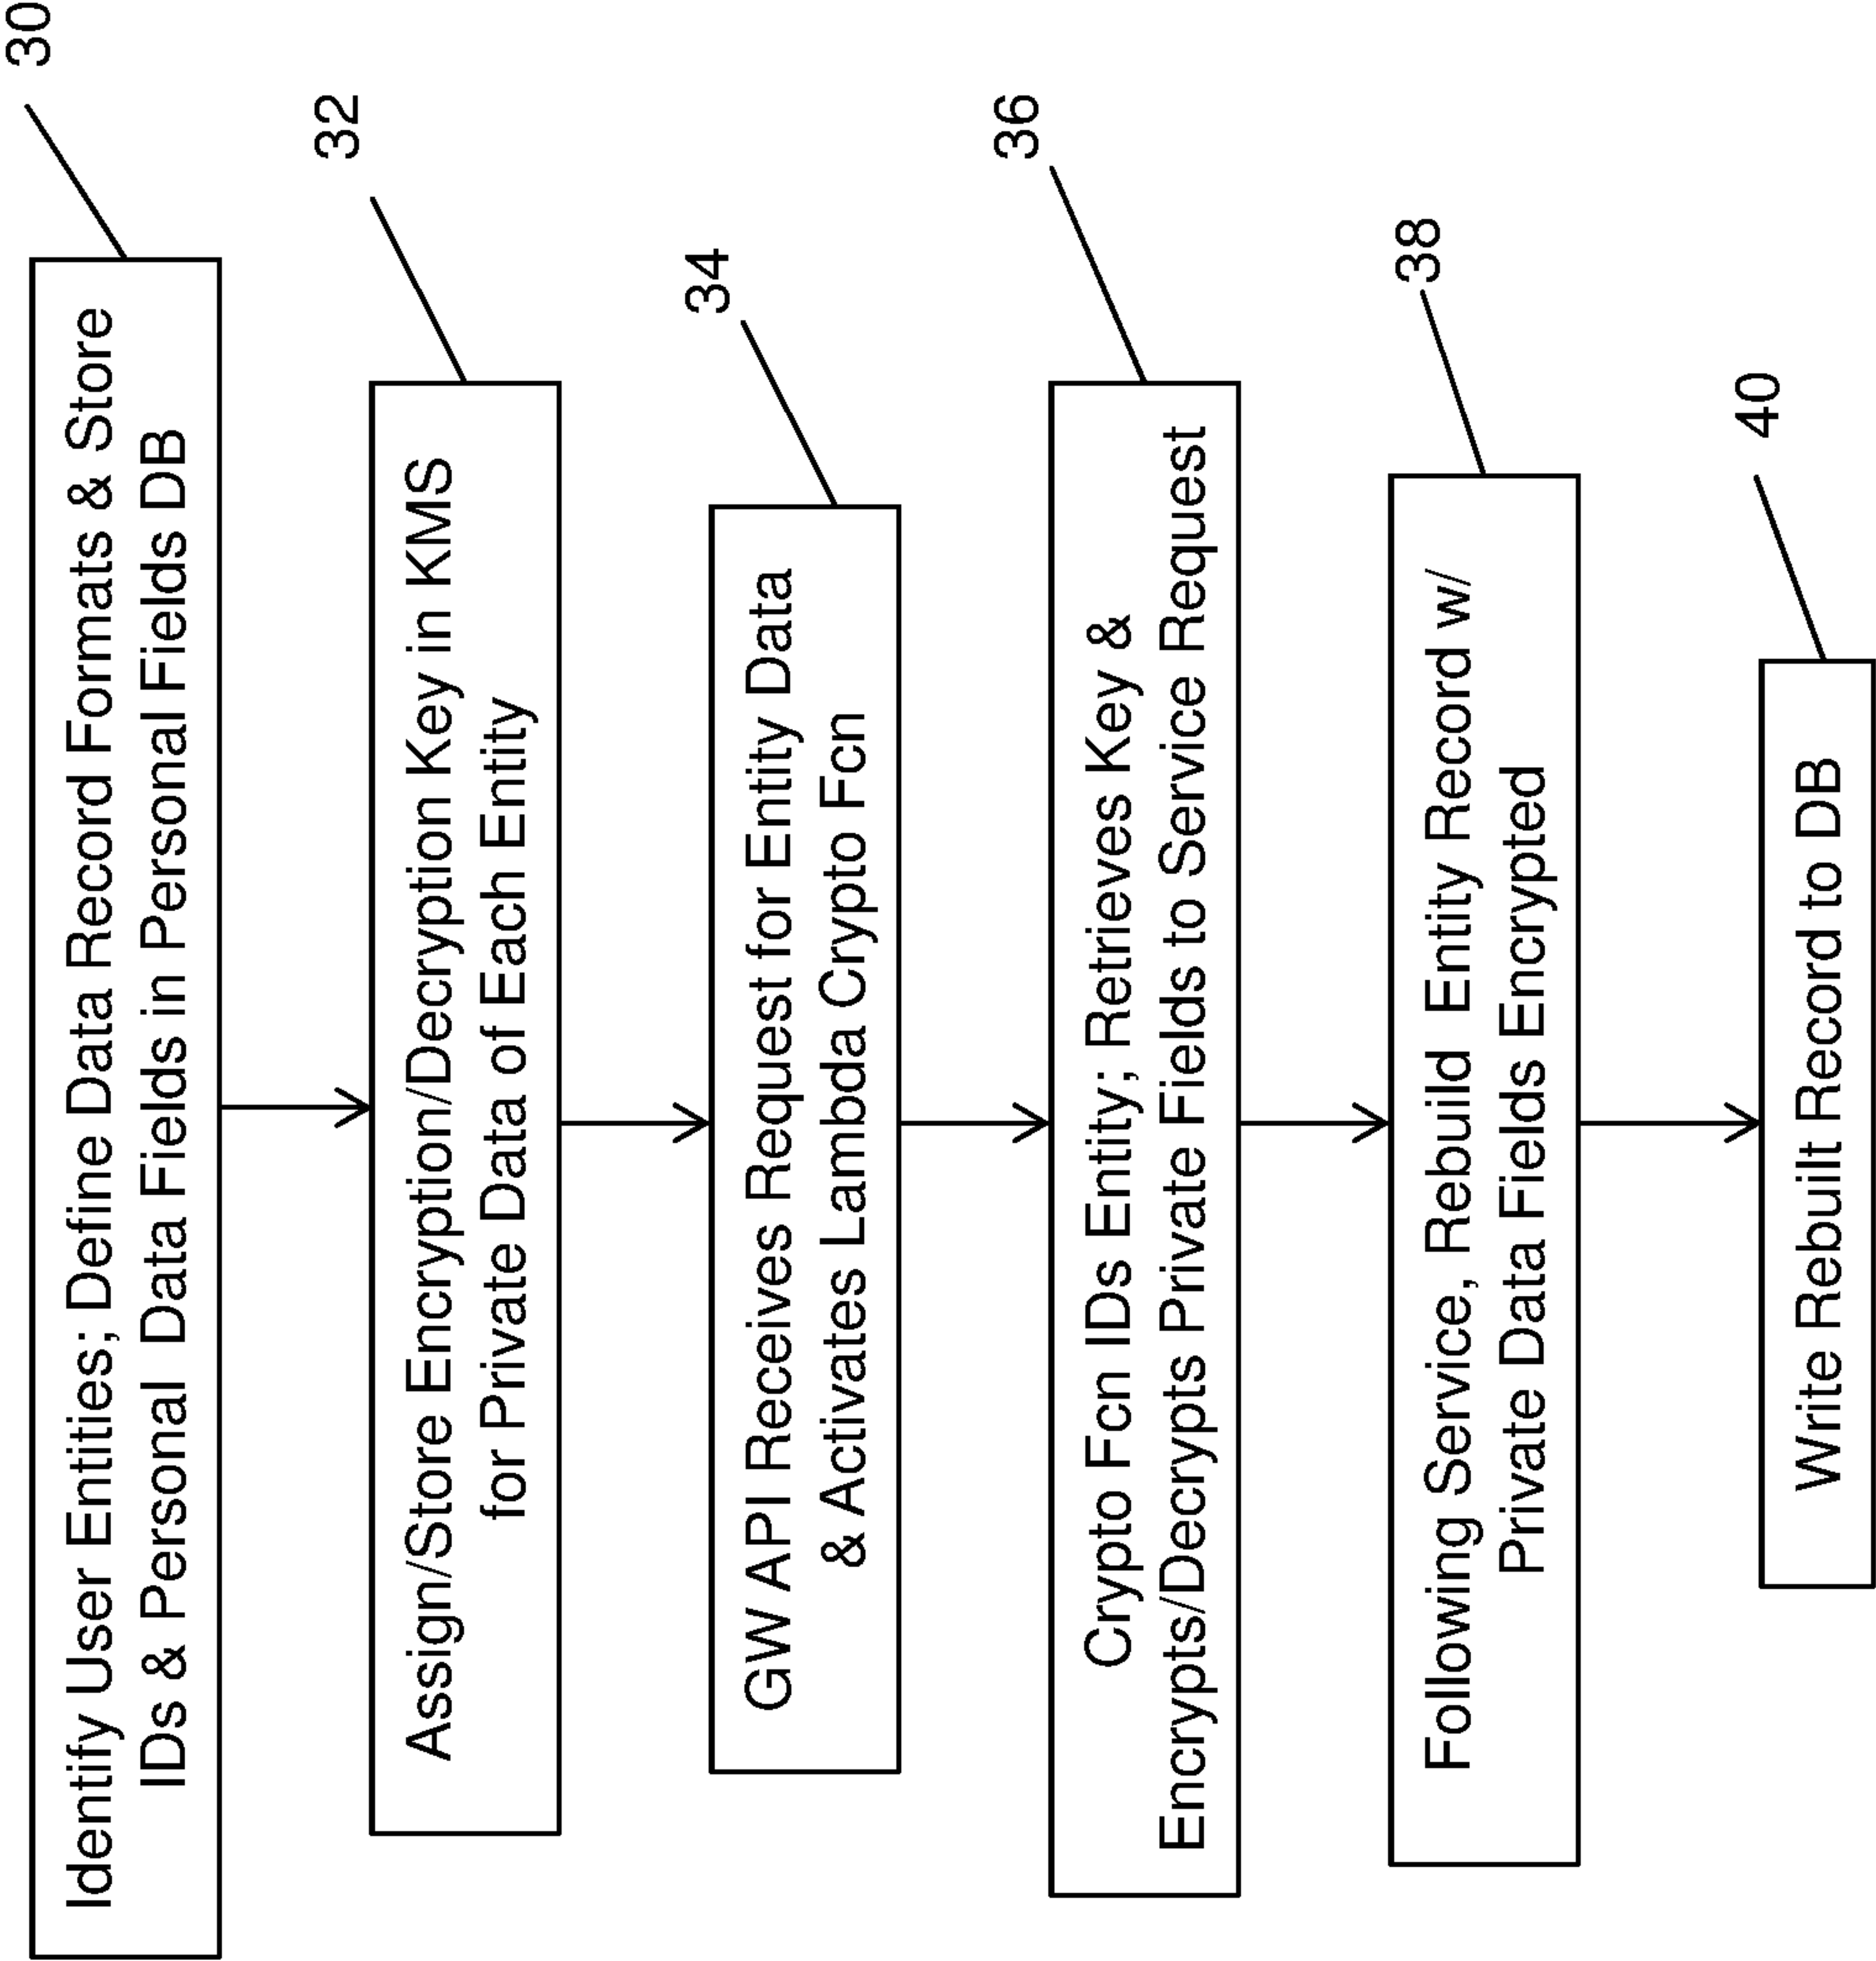 30
Identify User Entities; Define Data Record Formats & Store
IDs & Personal Data Fields in Personal Fields DB
32
Assign/Store Encryption/Decryption Key in KMS
for Private Data of Each Entity
34
GW API Receives Request for Entity Data
& Activates Lambda Crypto Fcn
36
Crypto Fcn IDs Entity; Retrieves Key &
Encrypts/Decrypts Private Fields to Service Request
38
Following Service, Rebuild Entity Record w/
Private Data Fields Encrypted
40
Write Rebuilt Record to DB